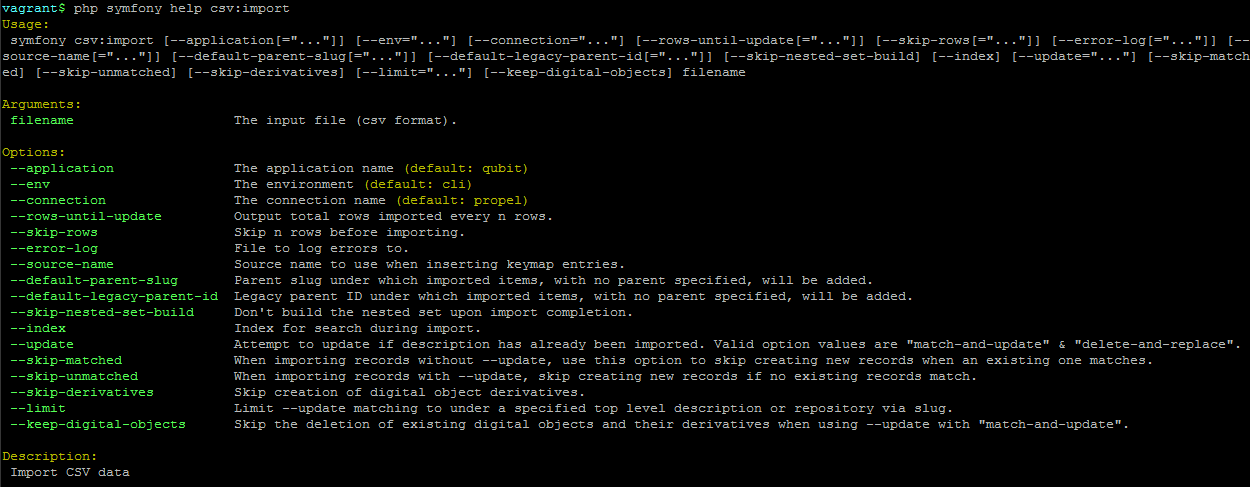 vagrant$ php symfony help csv:import
Usage:
 symfony csv:import [--application[="..."]] [--env="..."] [--connection="..."] [--rows-until-update[="..."]] [--skip-rows[="..."]] [--error-log[="..."]] [--
source-name[="..."]] [--default-parent-slug[="..."]] [--default-legacy-parent-id[="..."]] [--skip-nested-set-build] [--index] [--update="..."] [--skip-match
ed] [--skip-unmatched] [--skip-derivatives] [--limit="..."] [--keep-digital-objects] filename

Arguments:
 filename                    The input file (csv format).

Options:
 --application               The application name (default: qubit)
 --env                       The environment (default: cli)
 --connection                The connection name (default: propel)
 --rows-until-update         Output total rows imported every n rows.
 --skip-rows                 Skip n rows before importing.
 --error-log                 File to log errors to.
 --source-name               Source name to use when inserting keymap entries.
 --default-parent-slug       Parent slug under which imported items, with no parent specified, will be added.
 --default-legacy-parent-id  Legacy parent ID under which imported items, with no parent specified, will be added.
 --skip-nested-set-build     Don't build the nested set upon import completion.
 --index                     Index for search during import.
 --update                    Attempt to update if description has already been imported. Valid option values are "match-and-update" & "delete-and-replace".
 --skip-matched              When importing records without --update, use this option to skip creating new records when an existing one matches.
 --skip-unmatched            When importing records with --update, skip creating new records if no existing records match.
 --skip-derivatives          Skip creation of digital object derivatives.
 --limit                     Limit --update matching to under a specified top level description or repository via slug.
 --keep-digital-objects      Skip the deletion of existing digital objects and their derivatives when using --update with "match-and-update".

Description:
 Import CSV data